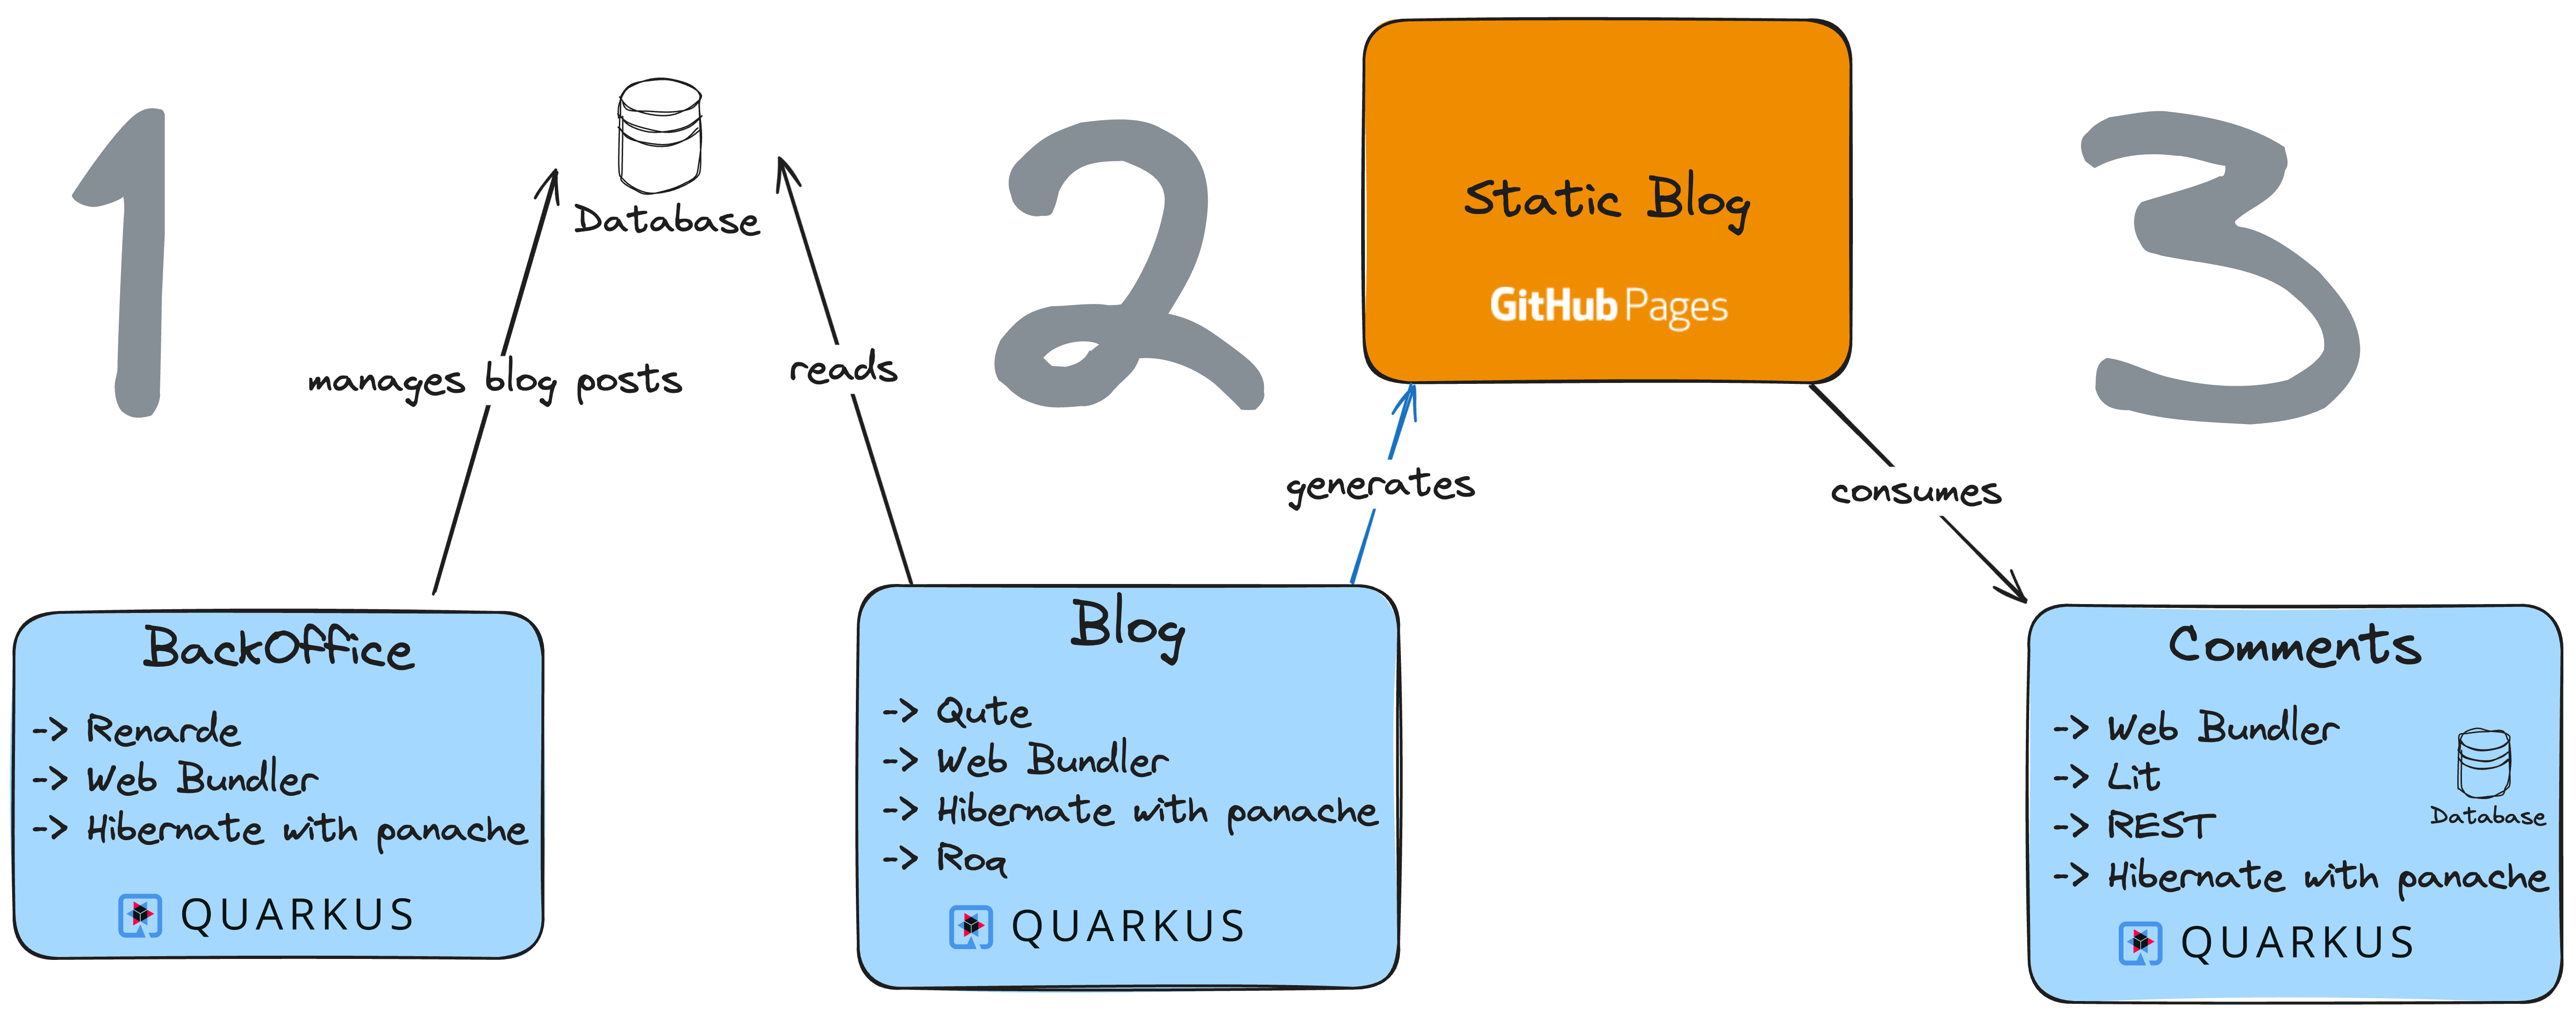 1
Database
manages blog posts
reads
2
Static Blog
GitHub Pages
generates
consumes
3
BackOffice
-> Renarde
-> Web Bundler
-> Hibernate with panache
QUARKUS
Blog
-> Qute
-> Web Bundler
-> Hibernate with panache
-> Roq
QUARKUS
Comments
-> Web Bundler
-> Lit
-> REST
-> Hibernate with panache
Database
QUARKUS